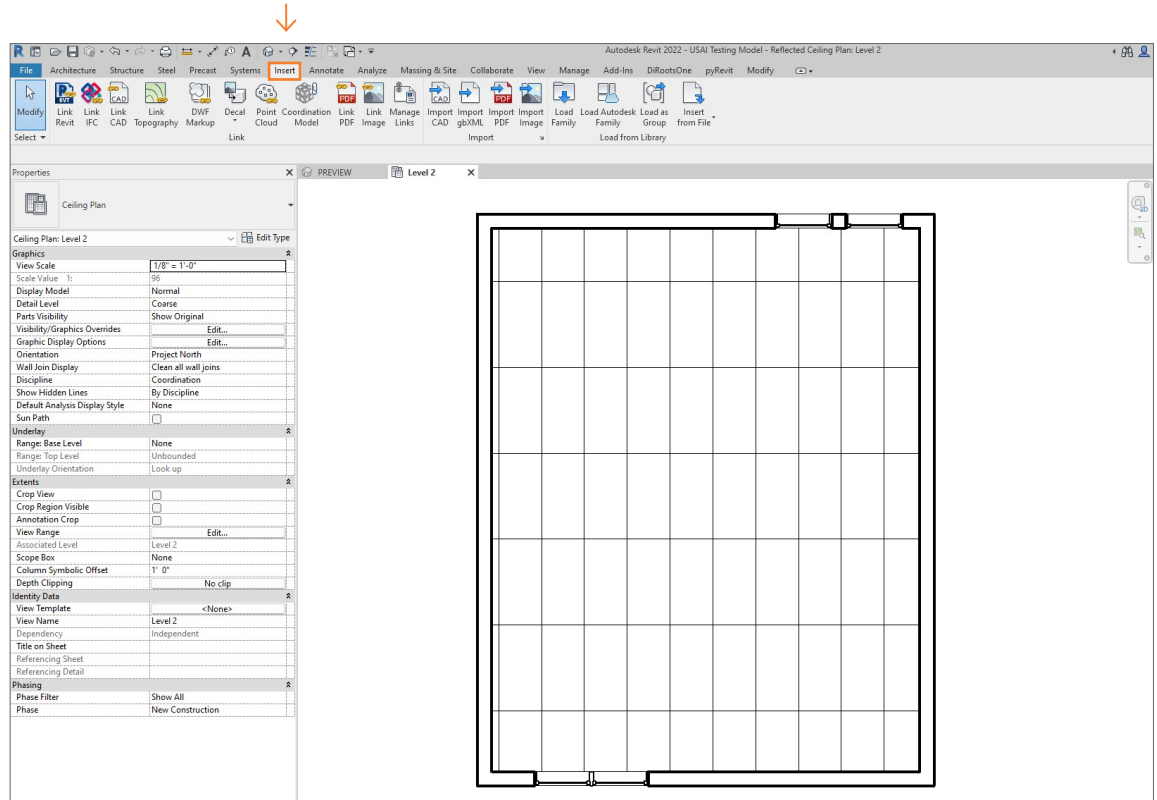 Autodesk Revit 2022 - USAI Testing Model - Reflected Ceiling Plan: Level 2
File Architecture Structure Steel Precast Systems Insert Annotate Analyze Massing & Site Collaborate View Manage Add-Ins DiRootsOne pyRevit Modify
Modify
Link Revit
Link IFC
Link CAD
Link Topography
DWF Markup
Decal
Point Cloud
Coordination Model
Link PDF
Link Image
Manage Links
Import CAD
Import gbXML
Import PDF
Import Image
Load Family
Load Autodesk Family
Load as Group
Insert from File
Select Link Import Load from Library
Properties
PREVIEW Level 2
Ceiling Plan
Ceiling Plan: Level 2 Edit Type
Graphics
View Scale 1/8" = 1'-0"
Scale Value 1: 96
Display Model Normal
Detail Level Coarse
Parts Visibility Show Original
Visibility/Graphics Overrides Edit...
Graphic Display Options Edit...
Orientation Project North
Wall Join Display Clean all wall joins
Discipline Coordination
Show Hidden Lines By Discipline
Default Analysis Display Style None
Sun Path
Underlay
Range: Base Level None
Range: Top Level Unbounded
Underlay Orientation Look up
Extents
Crop View
Crop Region Visible
Annotation Crop
View Range Edit...
Associated Level Level 2
Scope Box None
Column Symbolic Offset 1' 0"
Depth Clipping No clip
Identity Data
View Template <None>
View Name Level 2
Dependency Independent
Title on Sheet
Referencing Sheet
Referencing Detail
Phasing
Phase Filter Show All
Phase New Construction